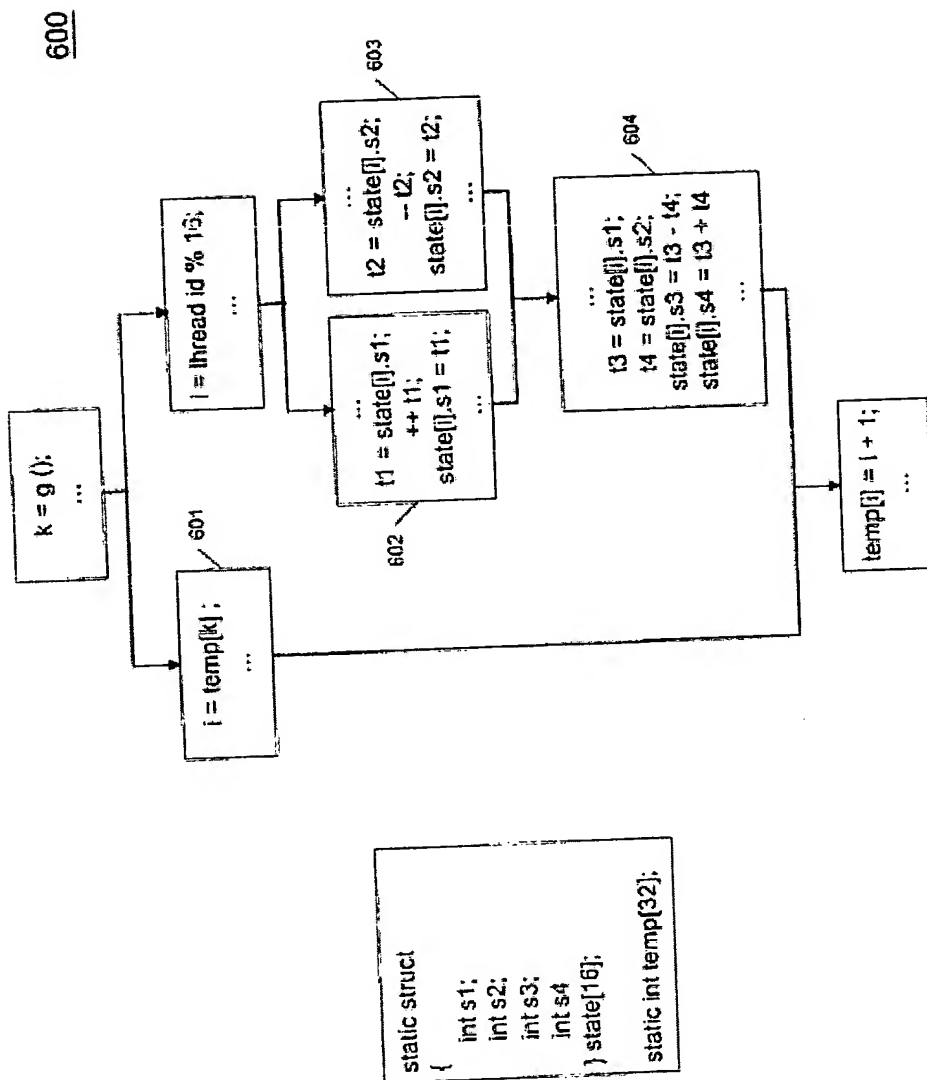 600
k = g ();
...
601
i = temp[k] ;
...
i = thread id % 16;
...
602
...
t1 = state[i].s1;
++ t1;
state[i].s1 = t1;
...
603
...
t2 = state[i].s2;
-- t2;
state[i].s2 = t2;
...
604
...
t3 = state[i].s1;
t4 = state[i].s2;
state[i].s3 = t3 - t4;
state[i].s4 = t3 + t4
...
temp[i] = i + 1;
...
static struct
{
int s1;
int s2;
int s3;
int s4
} state[16];
static int temp[32];